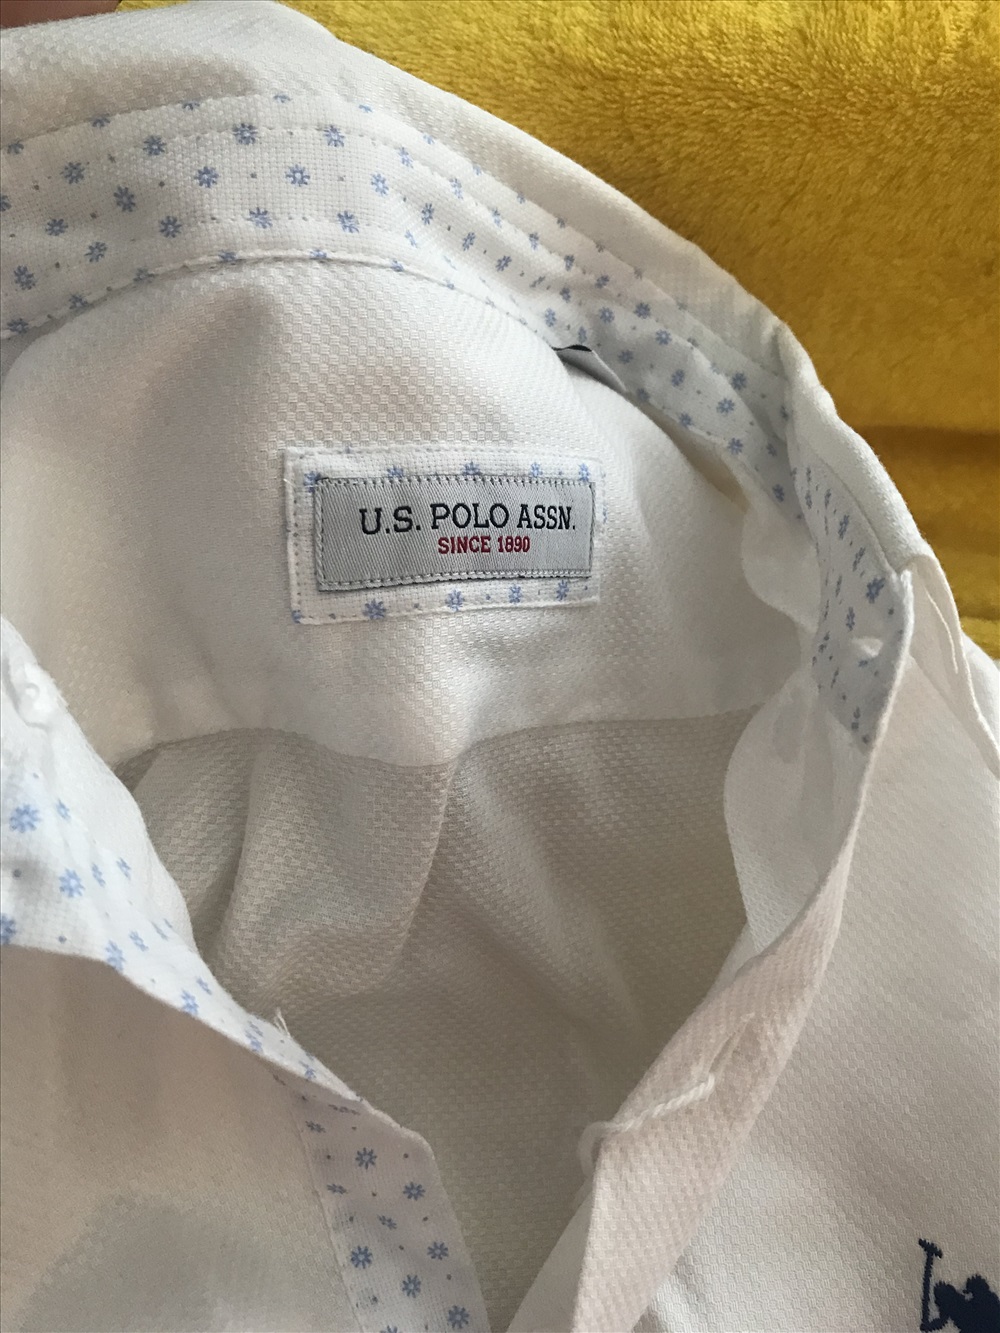 U.S. POLO ASSN.
SINCE 1890